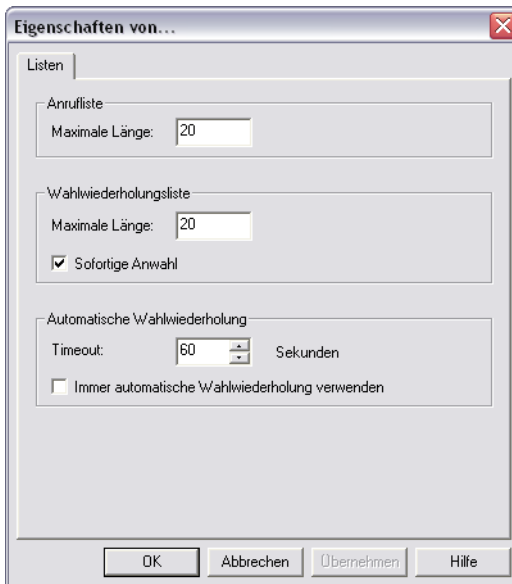 Eigenschaften von...
Listen
Anrufliste
Maximale Länge: 20
Wahlwiederholungsliste
Maximale Länge: 20
Sofortige Anwahl
Automatische Wahlwiederholung
Timeout: 60 Sekunden
Immer automatische Wahlwiederholung verwenden
OK Abbrechen Übernehmen Hilfe